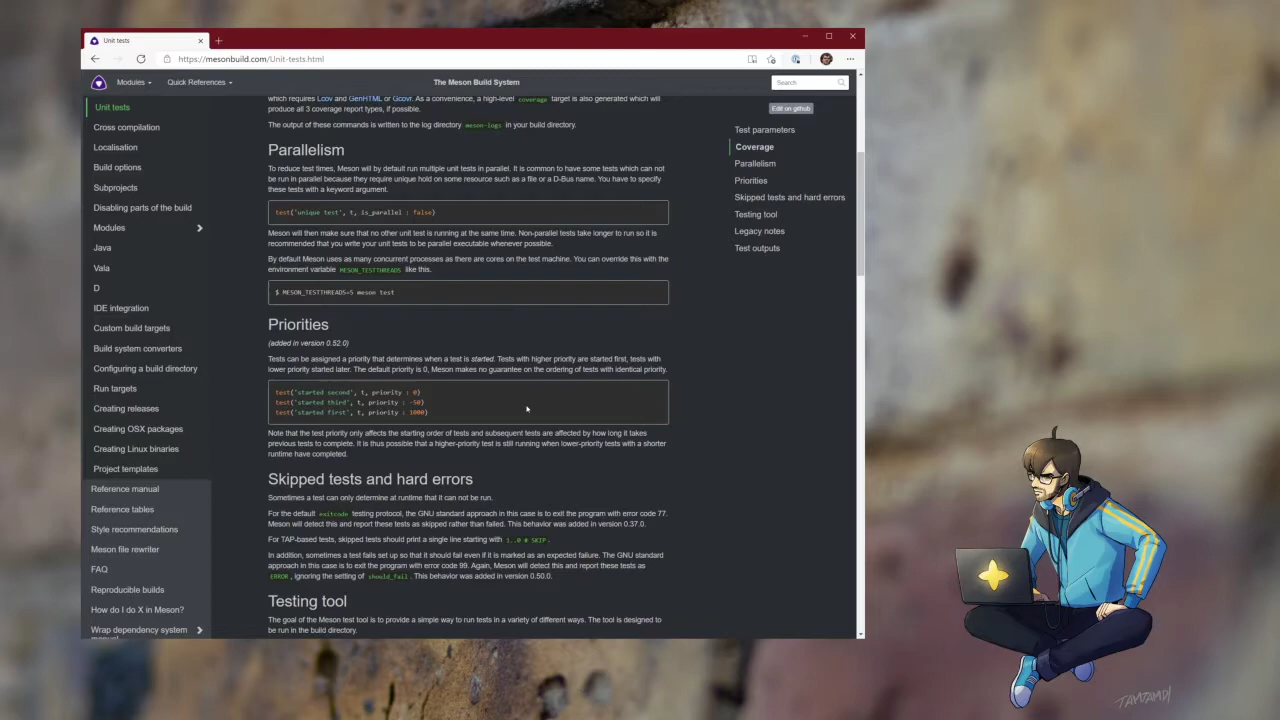 Unit tests
https://mesonbuild.com/Unit-tests.html
Modules
Quick References
The Meson Build System
Search
Unit tests
Cross compilation
Localisation
Build options
Subprojects
Disabling parts of the build
Modules
Java
Vala
D
IDE integration
Custom build targets
Build system converters
Configuring a build directory
Run targets
Creating releases
Creating OSX packages
Creating Linux binaries
Project templates
Reference manual
Reference tables
Style recommendations
Meson file rewriter
FAQ
Reproducible builds
How do I do X in Meson?
Wrap dependency system
manual
which requires Lcov and GenHTML or Gcovr. As a convenience, a high-level coverage target is also generated which will
produce all 3 coverage report types, if possible.
The output of these commands is written to the log directory meson-logs in your build directory.
Parallelism
To reduce test times, Meson will by default run multiple unit tests in parallel. It is common to have some tests which can not
be run in parallel because they require unique hold on some resource such as a file or a D-Bus name. You have to specify
these tests with a keyword argument.
test('unique test', t, is_parallel : false)
Meson will then make sure that no other unit test is running at the same time. Non-parallel tests take longer to run so it is
recommended that you write your unit tests to be parallel executable whenever possible.
By default Meson uses as many concurrent processes as there are cores on the test machine. You can override this with the
environment variable MESON_TESTTHREADS like this.
$ MESON_TESTTHREADS=5 meson test
Priorities
(added in version 0.52.0)
Tests can be assigned a priority that determines when a test is started. Tests with higher priority are started first, tests with
lower priority started later. The default priority is 0, Meson makes no guarantee on the ordering of tests with identical priority.
test('started second', t, priority : 0)
test('started third', t, priority : -50)
test('started first', t, priority : 1000)
Note that the test priority only affects the starting order of tests and subsequent tests are affected by how long it takes
previous tests to complete. It is thus possible that a higher-priority test is still running when lower-priority tests with a shorter
runtime have completed.
Skipped tests and hard errors
Sometimes a test can only determine at runtime that it can not be run.
For the default exitcode testing protocol, the GNU standard approach in this case is to exit the program with error code 77.
Meson will detect this and report these tests as skipped rather than failed. This behavior was added in version 0.37.0.
For TAP-based tests, skipped tests should print a single line starting with 1..0 # SKIP.
In addition, sometimes a test fails set up so that it should fail even if it is marked as an expected failure. The GNU standard
approach in this case is to exit the program with error code 99. Again, Meson will detect this and report these tests as
ERROR, ignoring the setting of should_fail. This behavior was added in version 0.50.0.
Testing tool
The goal of the Meson test tool is to provide a simple way to run tests in a variety of different ways. The tool is designed to
be run in the build directory.
Edit on github
Test parameters
Coverage
Parallelism
Priorities
Skipped tests and hard errors
Testing tool
Legacy notes
Test outputs